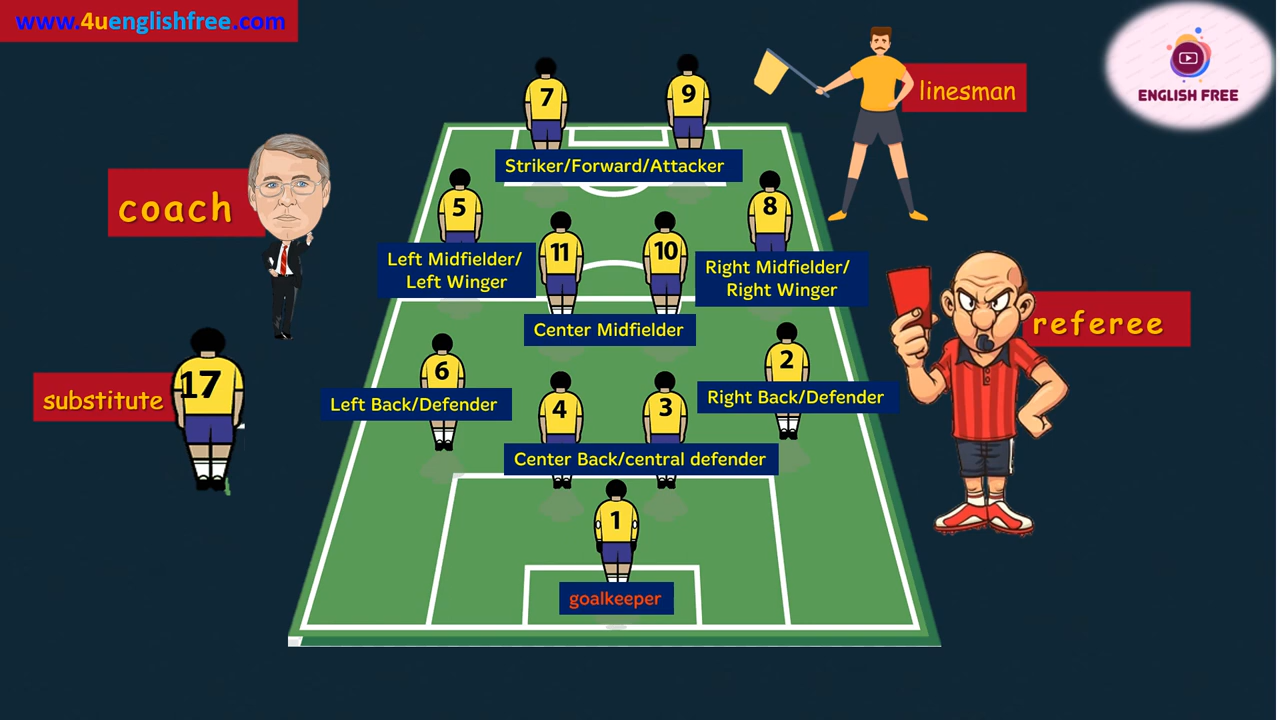 www.4uenglishfree.com
ENGLISH FREE
linesman
7
9
Striker/Forward/Attacker
coach
5
8
Left Midfielder/
Left Winger
11
10
Right Midfielder/
Right Winger
Center Midfielder
referee
substitute
17
6
Left Back/Defender
2
Right Back/Defender
4
3
Center Back/central defender
1
goalkeeper